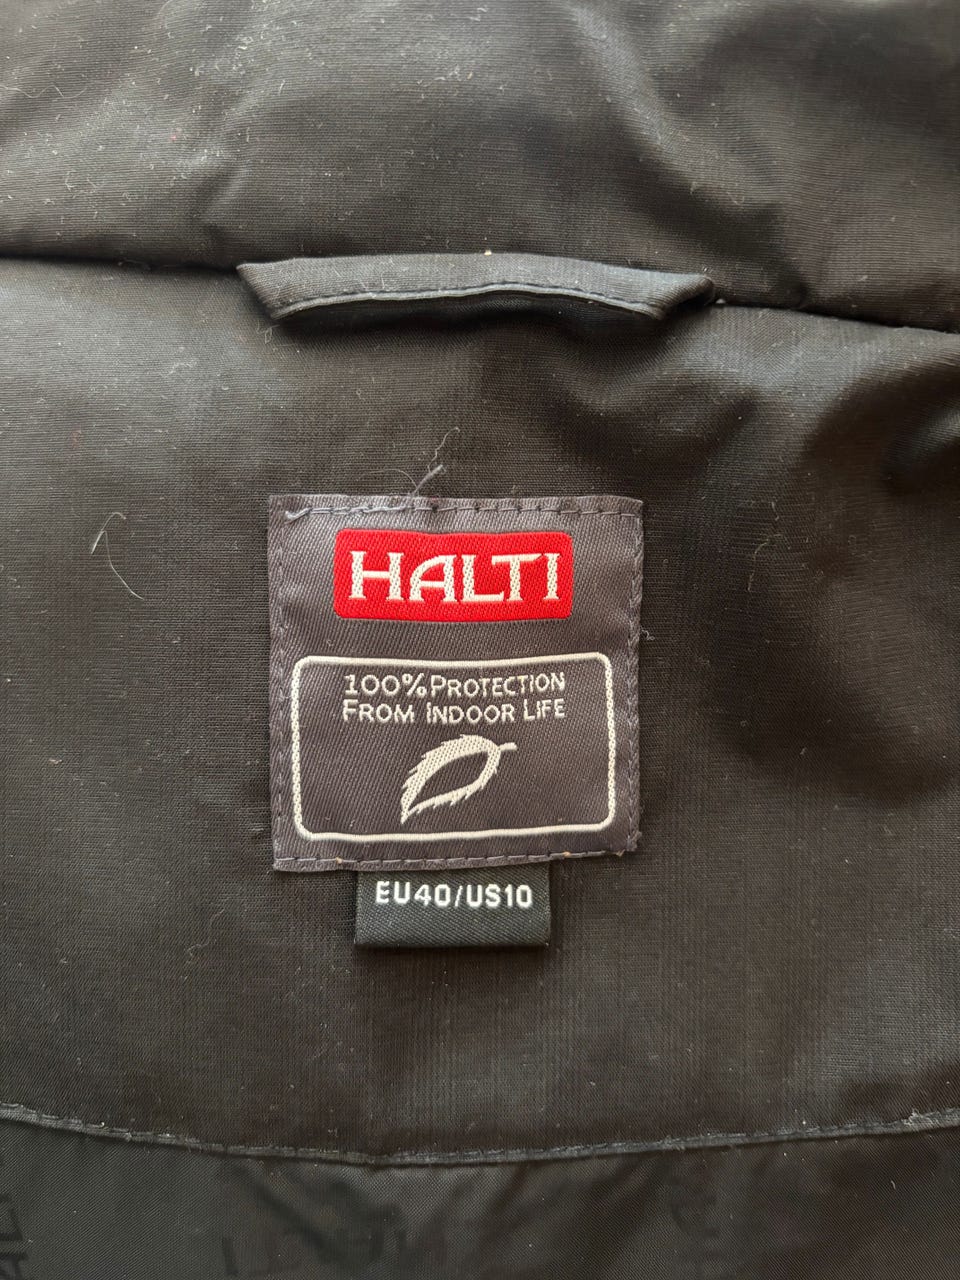 HALTI
100% PROTECTION
FROM INDOOR LIFE
EU40/US10